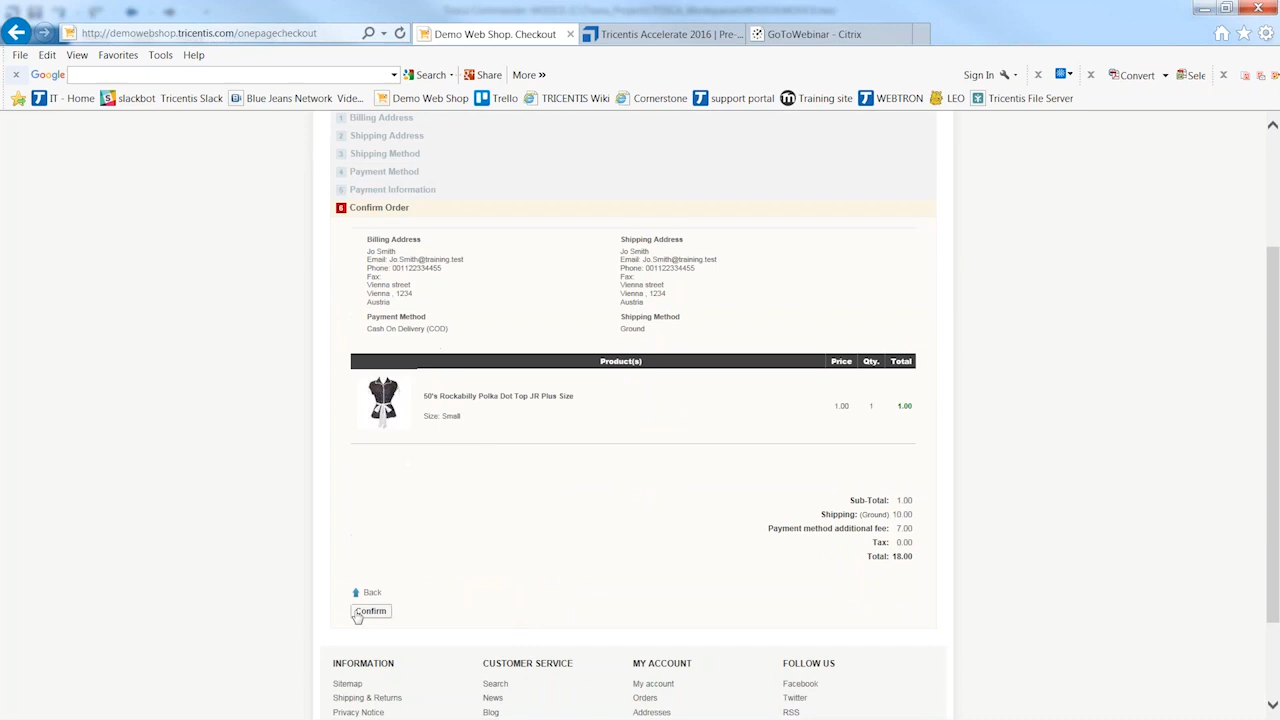 http://demowebshop.tricentis.com/onepagecheckout
Demo Web Shop. Checkout
Tricentis Accelerate 2016 | Pre-...
GoToWebinar - Citrix
File Edit View Favorites Tools Help
Google Search Share More »
Sign In Convert Sele
IT - Home slackbot Tricentis Slack Blue Jeans Network Vide... Demo Web Shop Trello TRICENTIS Wiki Cornerstone support portal Training site WEBTRON LEO Tricentis File Server
1 Billing Address
2 Shipping Address
3 Shipping Method
4 Payment Method
5 Payment Information
6 Confirm Order
Billing Address
Jo Smith
Email: Jo.Smith@training.test
Phone: 001122334455
Fax:
Vienna street
Vienna , 1234
Austria
Payment Method
Cash On Delivery (COD)
Shipping Address
Jo Smith
Email: Jo.Smith@training.test
Phone: 001122334455
Fax:
Vienna street
Vienna , 1234
Austria
Shipping Method
Ground
Product(s) Price Qty. Total
50's Rockabilly Polka Dot Top JR Plus Size
Size: Small
1.00 1 1.00
Sub-Total: 1.00
Shipping: (Ground) 10.00
Payment method additional fee: 7.00
Tax: 0.00
Total: 18.00
Back
Confirm
INFORMATION
Sitemap
Shipping & Returns
Privacy Notice
CUSTOMER SERVICE
Search
News
Blog
MY ACCOUNT
My account
Orders
Addresses
FOLLOW US
Facebook
Twitter
RSS